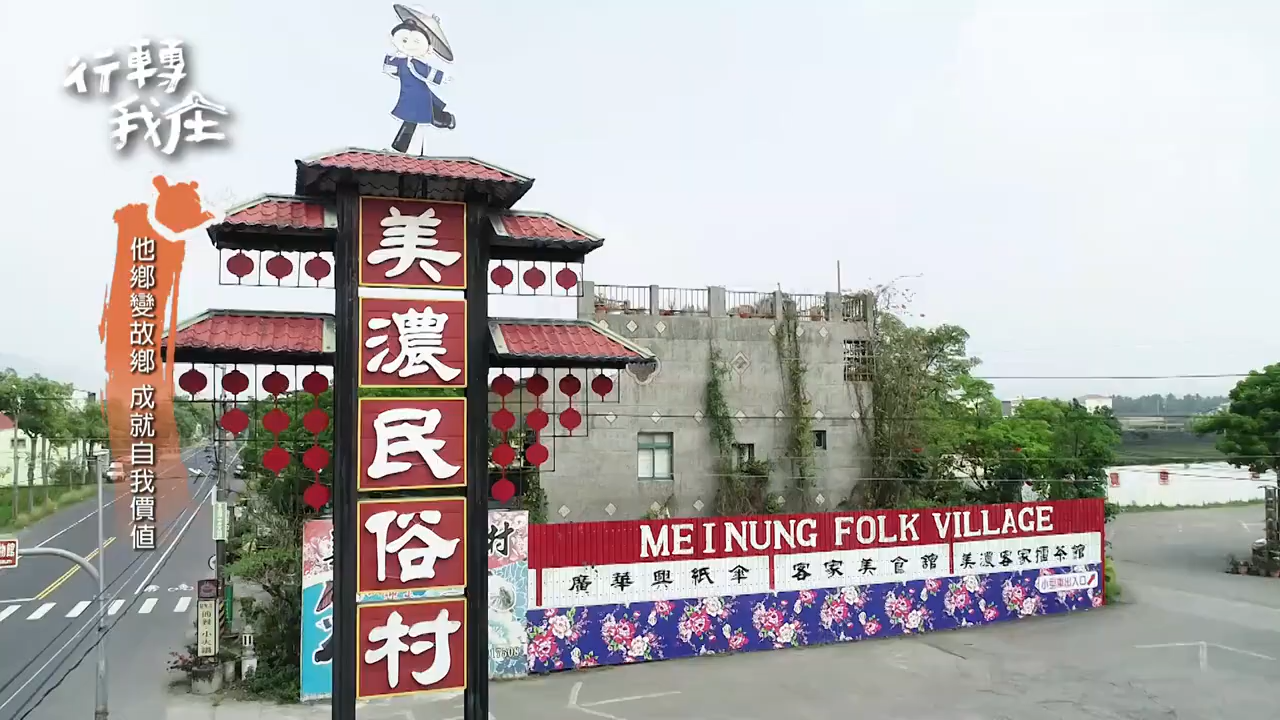 行轉
我庄
他鄉變故鄉 成就自我價值
美濃民俗村
MEINUNG FOLK VILLAGE
廣華興紙傘 客家美食館 美濃客家擂茶館
小型車出入口
村